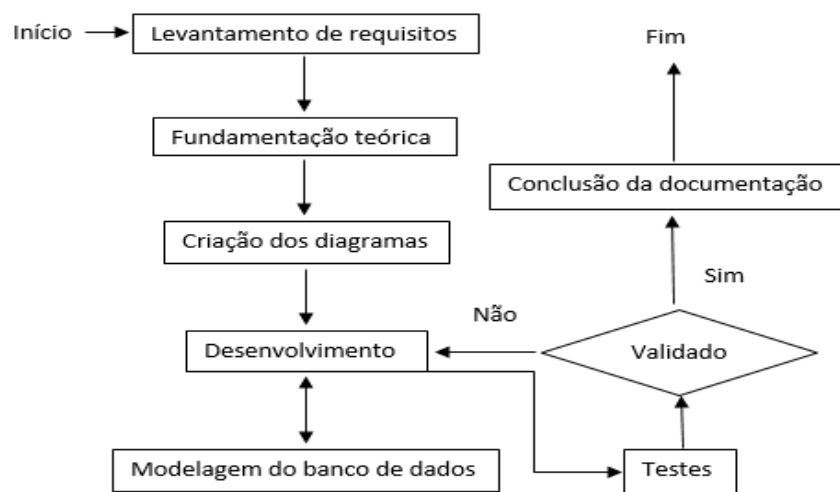 Início
Levantamento de requisitos
Fundamentação teórica
Criação dos diagramas
Desenvolvimento
Modelagem do banco de dados
Testes
Validado
Não
Sim
Conclusão da documentação
Fim